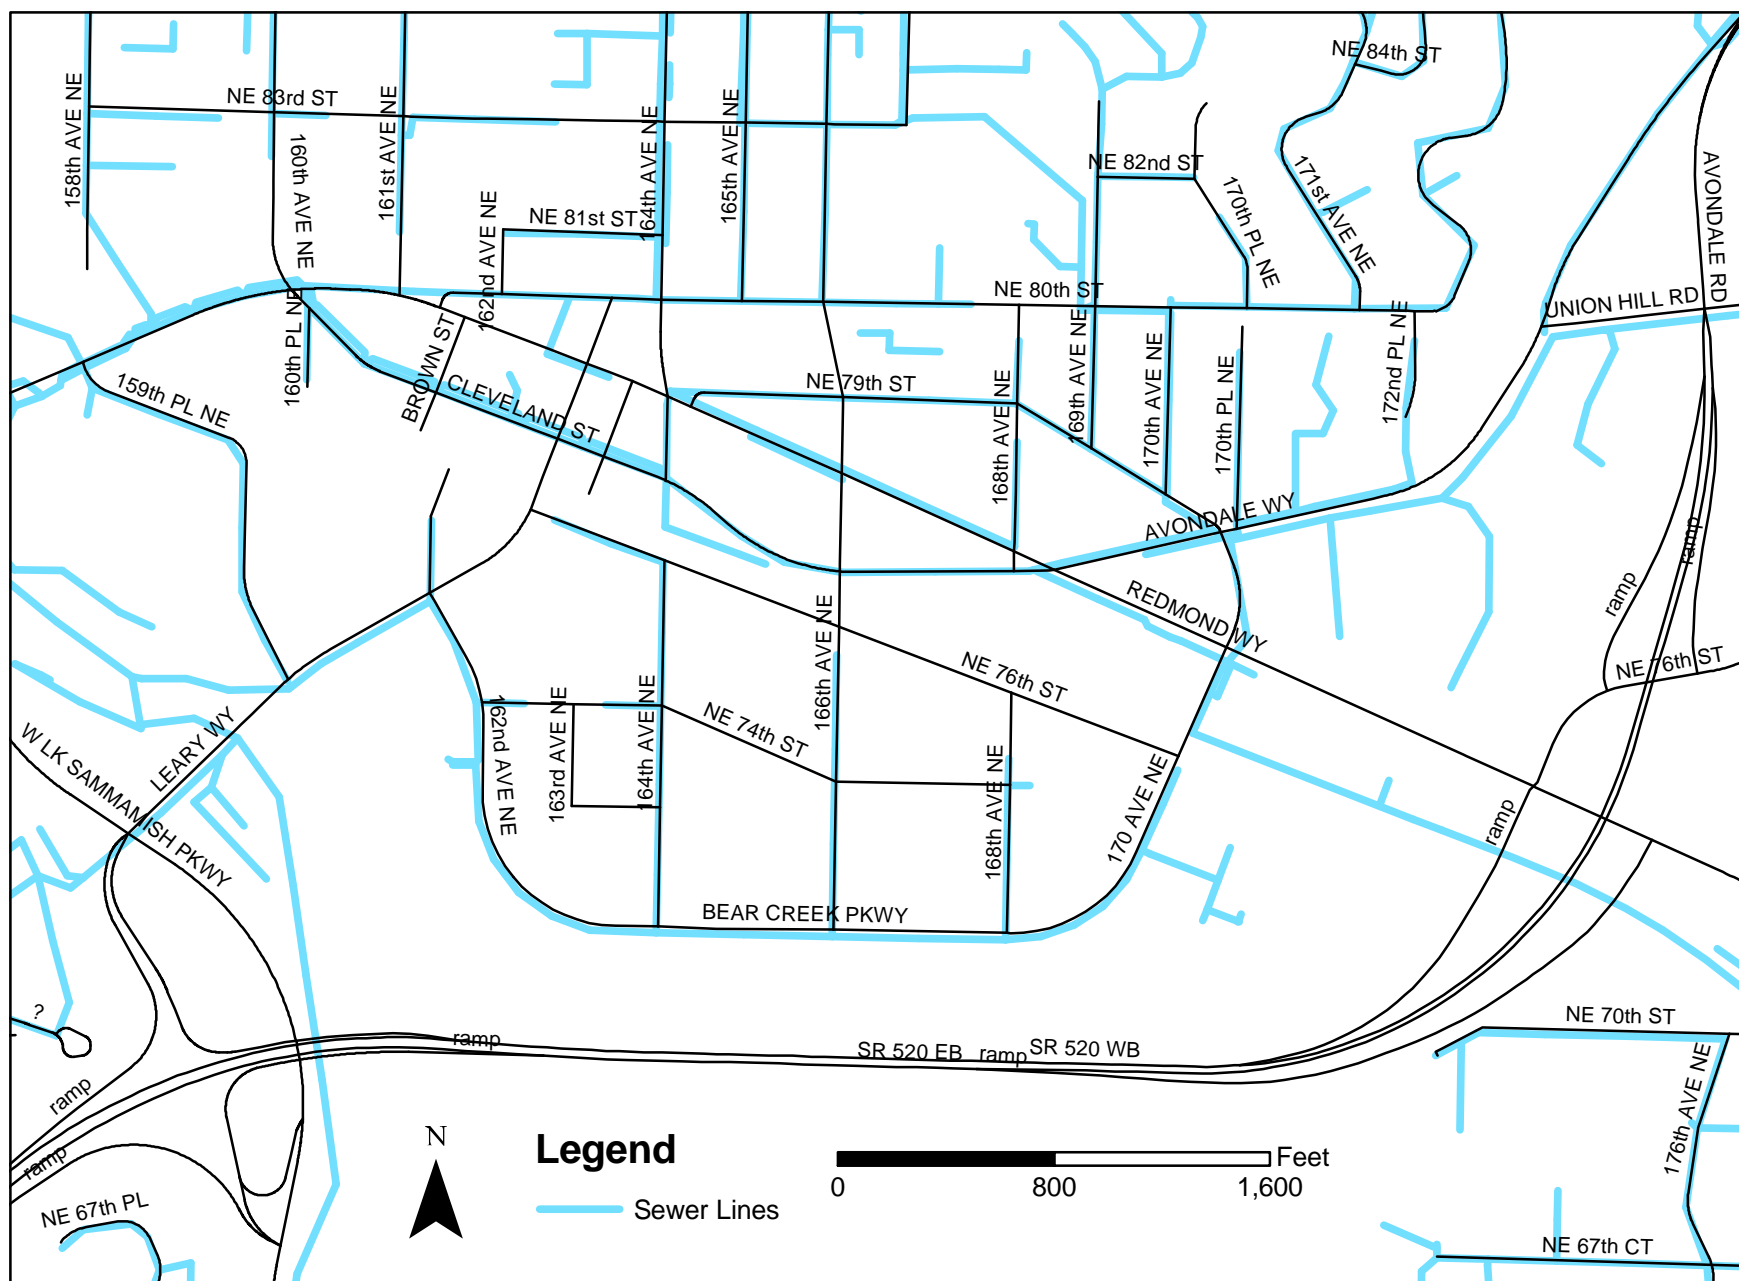 NE 84th ST
158th AVE NE
NE 83rd ST
160th AVE NE
161st AVE NE
162nd AVE NE
NE 81st ST
164th AVE NE
165th AVE NE
NE 82nd ST
170th PL NE
171st AVE NE
AVONDALE RD
NE 80th ST
UNION HILL RD
160th PL NE
BROWN ST
159th PL NE
CLEVELAND ST
NE 79th ST
168th AVE NE
169th AVE NE
170th AVE NE
170th PL NE
172nd PL NE
AVONDALE WY
ramp
ramp
REDMOND WY
NE 76th ST
NE 76th ST
166th AVE NE
162nd AVE NE
163rd AVE NE
164th AVE NE
NE 74th ST
168th AVE NE
170 AVE NE
LEARY WY
W LK SAMMAMISH PKWY
ramp
BEAR CREEK PKWY
?
ramp
SR 520 EB
ramp
SR 520 WB
NE 70th ST
176th AVE NE
ramp
ramp
NE 67th PL
N
Legend
Sewer Lines
Feet
0
800
1,600
NE 67th CT